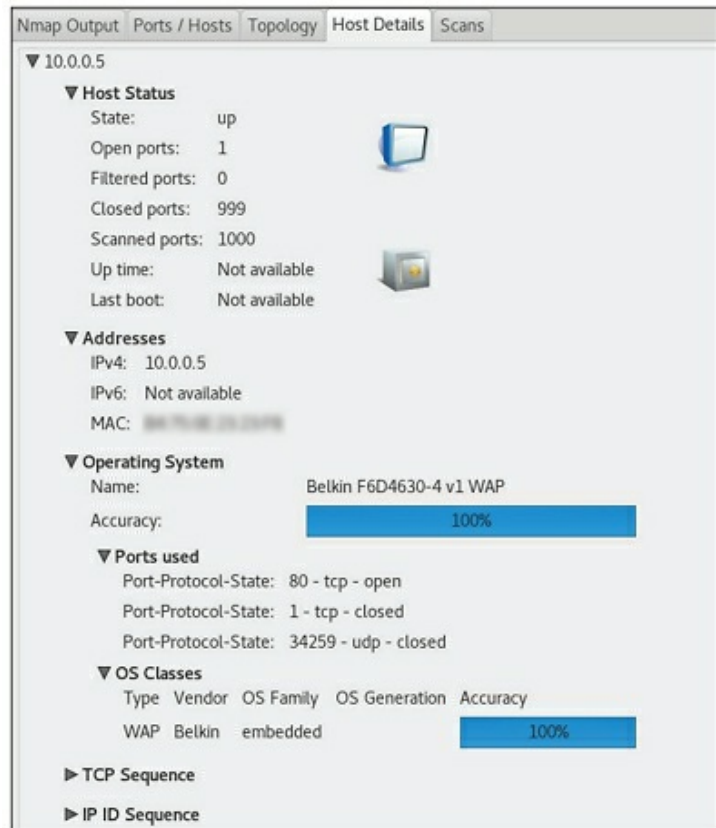 Nmap Output Ports / Hosts Topology Host Details Scans
10.0.0.5
Host Status
State: up
Open ports: 1
Filtered ports: 0
Closed ports: 999
Scanned ports: 1000
Up time: Not available
Last boot: Not available
Addresses
IPv4: 10.0.0.5
IPv6: Not available
MAC:
Operating System
Name: Belkin F6D4630-4 v1 WAP
Accuracy: 100%
Ports used
Port-Protocol-State: 80 - tcp - open
Port-Protocol-State: 1 - tcp - closed
Port-Protocol-State: 34259 - udp - closed
OS Classes
Type Vendor OS Family OS Generation Accuracy
WAP Belkin embedded 100%
TCP Sequence
IP ID Sequence